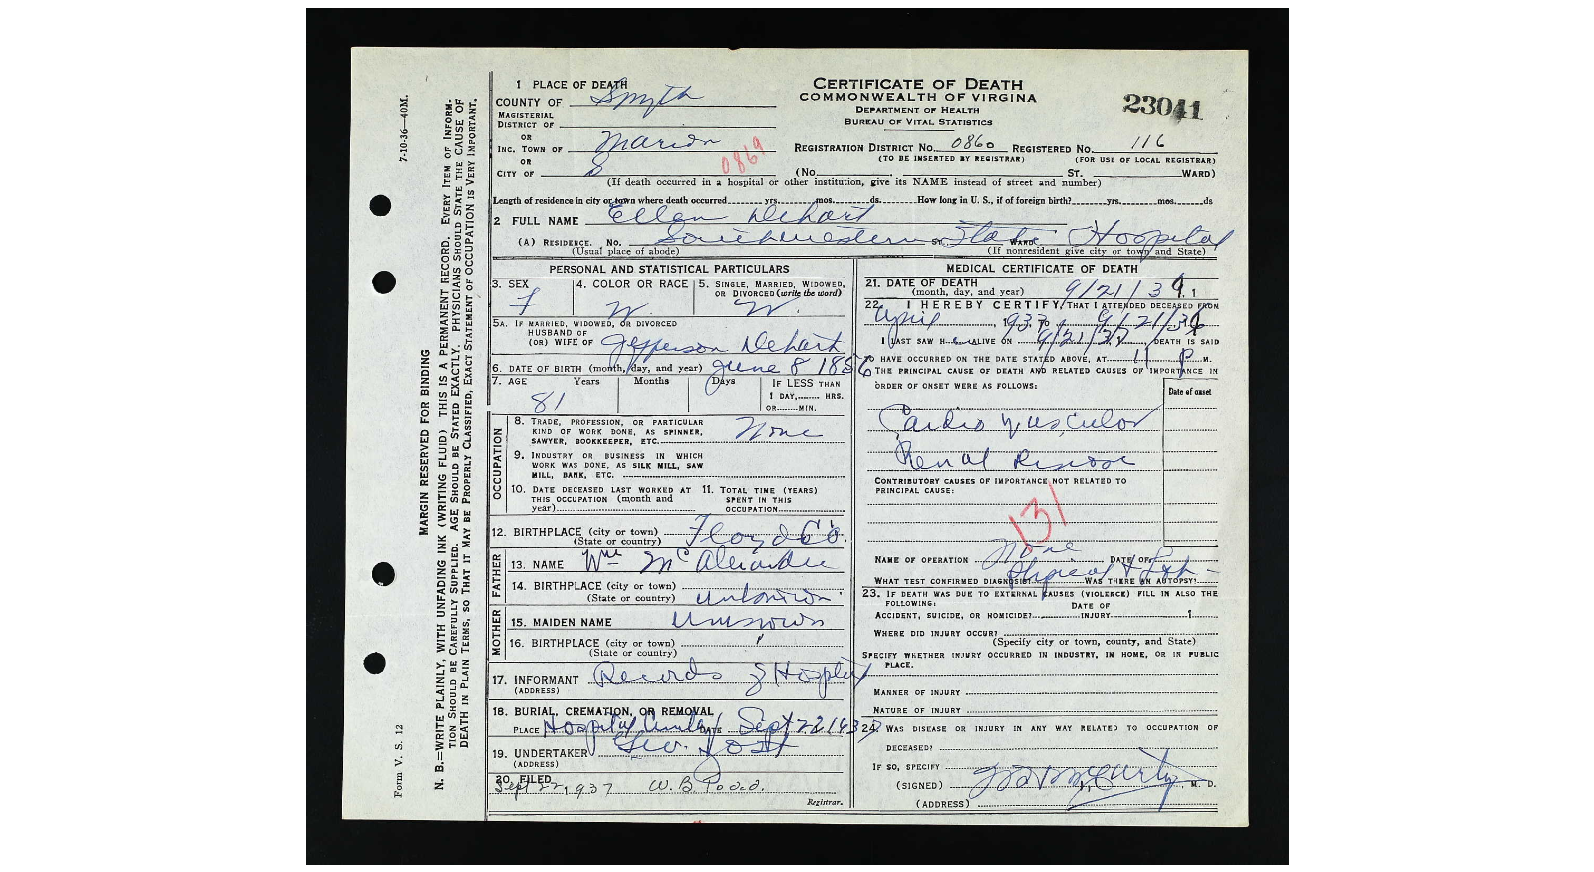 1 PLACE OF DEATH
COUNTY OF Smyth
MAGISTERIAL
DISTRICT OF
OR
INC. TOWN OF Marion
OR
CITY OF 0869
CERTIFICATE OF DEATH
COMMONWEALTH OF VIRGINIA
DEPARTMENT OF HEALTH
BUREAU OF VITAL STATISTICS
23041
REGISTRATION DISTRICT NO. 0860 REGISTERED NO. 116
(TO BE INSERTED BY REGISTRAR) (FOR USE OF LOCAL REGISTRAR)
(No. ST. WARD)
(If death occurred in a hospital or other institution, give its NAME instead of street and number)
Length of residence in city or town where death occurred yrs. mos. ds. How long in U. S., if of foreign birth? yrs. mos. ds
2 FULL NAME Ellen Dehart
(A) RESIDENCE. No. Southwestern ST. State WARD Hospital
(Usual place of abode) (If nonresident give city or town and State)
PERSONAL AND STATISTICAL PARTICULARS
3. SEX F
4. COLOR OR RACE W.
5. SINGLE, MARRIED, WIDOWED,
OR DIVORCED (write the word) W.
5A. IF MARRIED, WIDOWED, OR DIVORCED
HUSBAND OF
(OR) WIFE OF Jefferson Dehart
6. DATE OF BIRTH (month, day, and year) June 8 1856
7. AGE Years Months Days IF LESS THAN
81 1 DAY, HRS.
OR MIN.
OCCUPATION
8. TRADE, PROFESSION, OR PARTICULAR
KIND OF WORK DONE, AS SPINNER,
SAWYER, BOOKKEEPER, ETC. None
9. INDUSTRY OR BUSINESS IN WHICH
WORK WAS DONE, AS SILK MILL, SAW
MILL, BANK, ETC.
10. DATE DECEASED LAST WORKED AT
THIS OCCUPATION (month and
year)
11. TOTAL TIME (YEARS)
SPENT IN THIS
OCCUPATION
12. BIRTHPLACE (city or town) Floyd Co
(State or country)
FATHER
13. NAME Wm Mc Alexander
14. BIRTHPLACE (city or town)
(State or country) Unknown
MOTHER
15. MAIDEN NAME Unknown
16. BIRTHPLACE (city or town)
(State or country)
17. INFORMANT Records of Hospital
(ADDRESS)
18. BURIAL, CREMATION, OR REMOVAL
PLACE Hospital DATE Sept 22 1937
19. UNDERTAKER Geo.
(ADDRESS)
20. FILED
Sept 22, 1937 W. B.
Registrar.
MEDICAL CERTIFICATE OF DEATH
21. DATE OF DEATH
(month, day, and year) 9/21/3
22. I HEREBY CERTIFY, THAT I ATTENDED DECEASED FROM
April , 1937 TO 9/21/3
I LAST SAW H ALIVE ON 9/21/37 DEATH IS SAID
TO HAVE OCCURRED ON THE DATE STATED ABOVE, AT 11 P M.
THE PRINCIPAL CAUSE OF DEATH AND RELATED CAUSES OF IMPORTANCE IN
ORDER OF ONSET WERE AS FOLLOWS:
Date of onset
Cardio Vascular
Renal Disease
CONTRIBUTORY CAUSES OF IMPORTANCE NOT RELATED TO
PRINCIPAL CAUSE:
131
NAME OF OPERATION None DATE OF
WHAT TEST CONFIRMED DIAGNOSIS Physical + Lab WAS THERE AN AUTOPSY?
23. IF DEATH WAS DUE TO EXTERNAL CAUSES (VIOLENCE) FILL IN ALSO THE
FOLLOWING: DATE OF
ACCIDENT, SUICIDE, OR HOMICIDE? INJURY 1
WHERE DID INJURY OCCUR?
(Specify city or town, county, and State)
SPECIFY WHETHER INJURY OCCURRED IN INDUSTRY, IN HOME, OR IN PUBLIC
PLACE.
MANNER OF INJURY
NATURE OF INJURY
24. WAS DISEASE OR INJURY IN ANY WAY RELATED TO OCCUPATION OF
DECEASED?
IF SO, SPECIFY
(SIGNED) , M. D.
(ADDRESS)
7-10-36—40M.
Form V. S. 12
MARGIN RESERVED FOR BINDING
N. B.—WRITE PLAINLY, WITH UNFADING INK (WRITING FLUID) THIS IS A PERMANENT RECORD. EVERY ITEM OF INFORM-
TION SHOULD BE CAREFULLY SUPPLIED. AGE SHOULD BE STATED EXACTLY. PHYSICIANS SHOULD STATE THE CAUSE OF
DEATH IN PLAIN TERMS, SO THAT IT MAY BE PROPERLY CLASSIFIED, EXACT STATEMENT OF OCCUPATION IS VERY IMPORTANT.